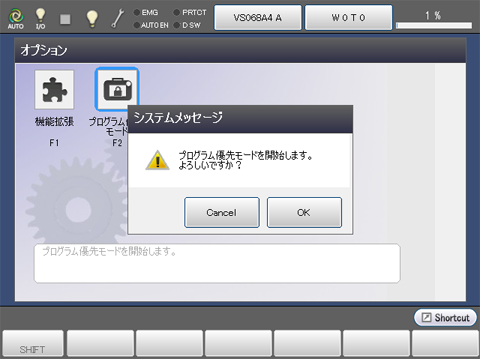 AUTO
I/O
EMG
AUTO EN
PRTCT
D SW
VS068A4 A
W 0 T 0
1 %
オプション
機能拡張
F1
プログラム
モー
F2
システムメッセージ
プログラム優先モードを開始します。
よろしいですか？
Cancel
OK
プログラム優先モードを開始します。
Shortcut
SHIFT